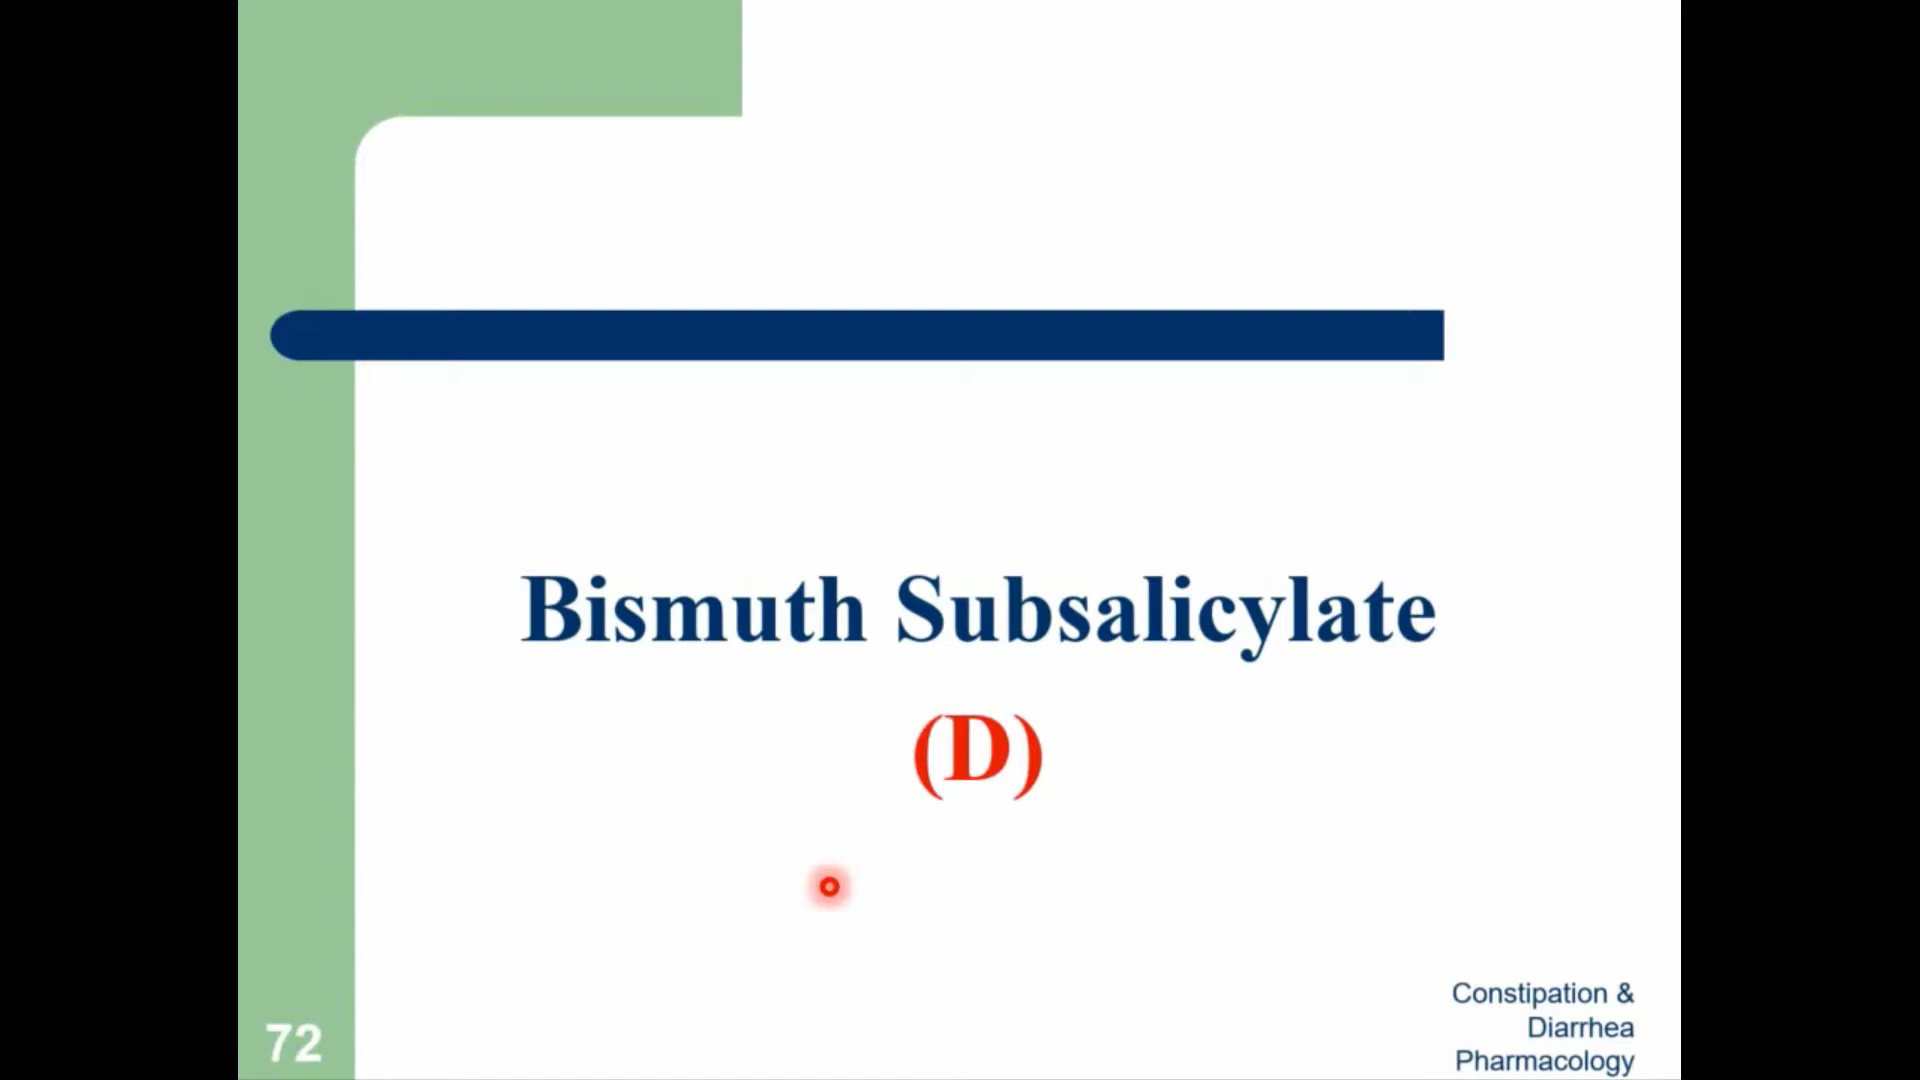 Bismuth Subsalicylate
(D)
72
Constipation &
Diarrhea
Pharmacology